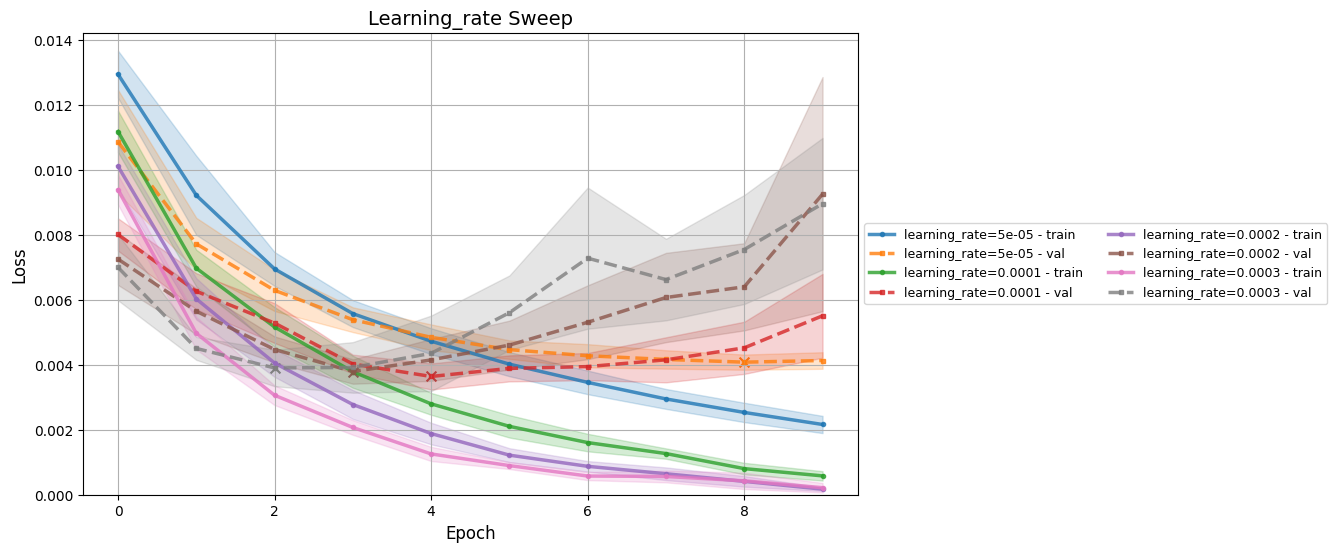 Learning_rate Sweep
Loss
0.014
0.012
0.010
0.008
0.006
0.004
0.002
0.000
0 2 4 6 8
Epoch
learning_rate=5e-05 - train
learning_rate=5e-05 - val
learning_rate=0.0001 - train
learning_rate=0.0001 - val
learning_rate=0.0002 - train
learning_rate=0.0002 - val
learning_rate=0.0003 - train
learning_rate=0.0003 - val